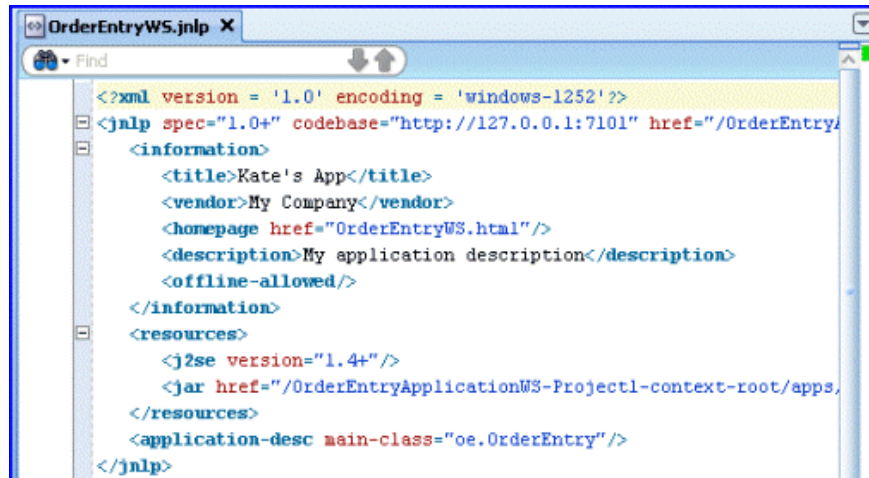 OrderEntryWS.jnlp
Find
<?xml version = '1.0' encoding = 'windows-1252'?>
<jnlp spec="1.0+" codebase="http://127.0.0.1:7101" href="/OrderEntryA
<information>
<title>Kate's App</title>
<vendor>My Company</vendor>
<homepage href="OrderEntryWS.html"/>
<description>My application description</description>
<offline-allowed/>
</information>
<resources>
<j2se version="1.4+"/>
<jar href="/OrderEntryApplicationWS-Project1-context-root/apps/
</resources>
<application-desc main-class="oe.OrderEntry"/>
</jnlp>